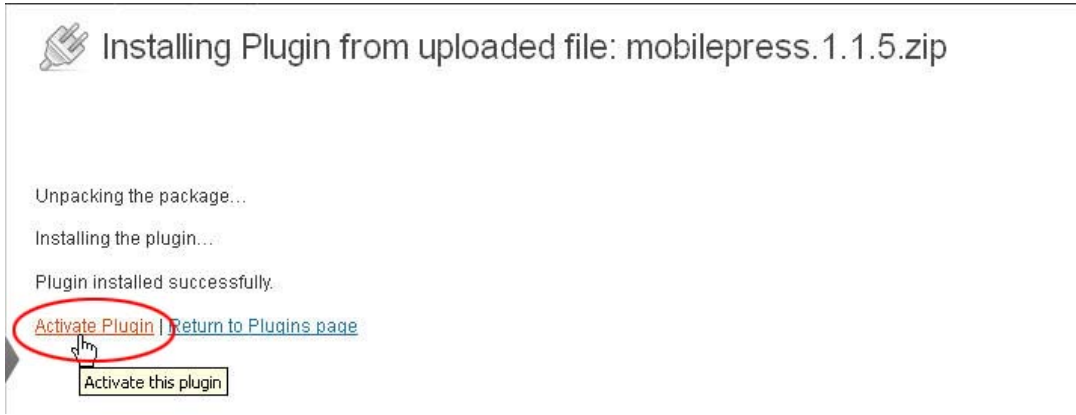 Installing Plugin from uploaded file: mobilepress.1.1.5.zip
Unpacking the package...
Installing the plugin...
Plugin installed successfully.
Activate Plugin | Return to Plugins page
Activate this plugin